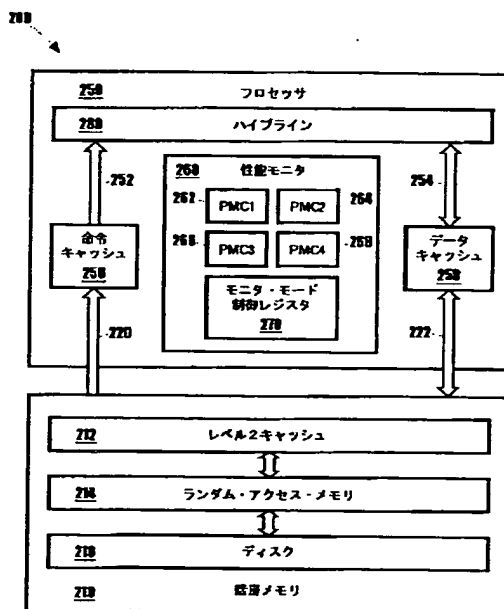 200
250 プロセッサ
280 パイプライン
252
260 性能モニタ
254
262 PMC1 PMC2 264
266 PMC3 PMC4 268
命令
キャッシュ
256
データ
キャッシュ
258
モニタ・モード
制御レジスタ
270
220
222
212 レベル2キャッシュ
214 ランダム・アクセス・メモリ
216 ディスク
210 階層メモリ